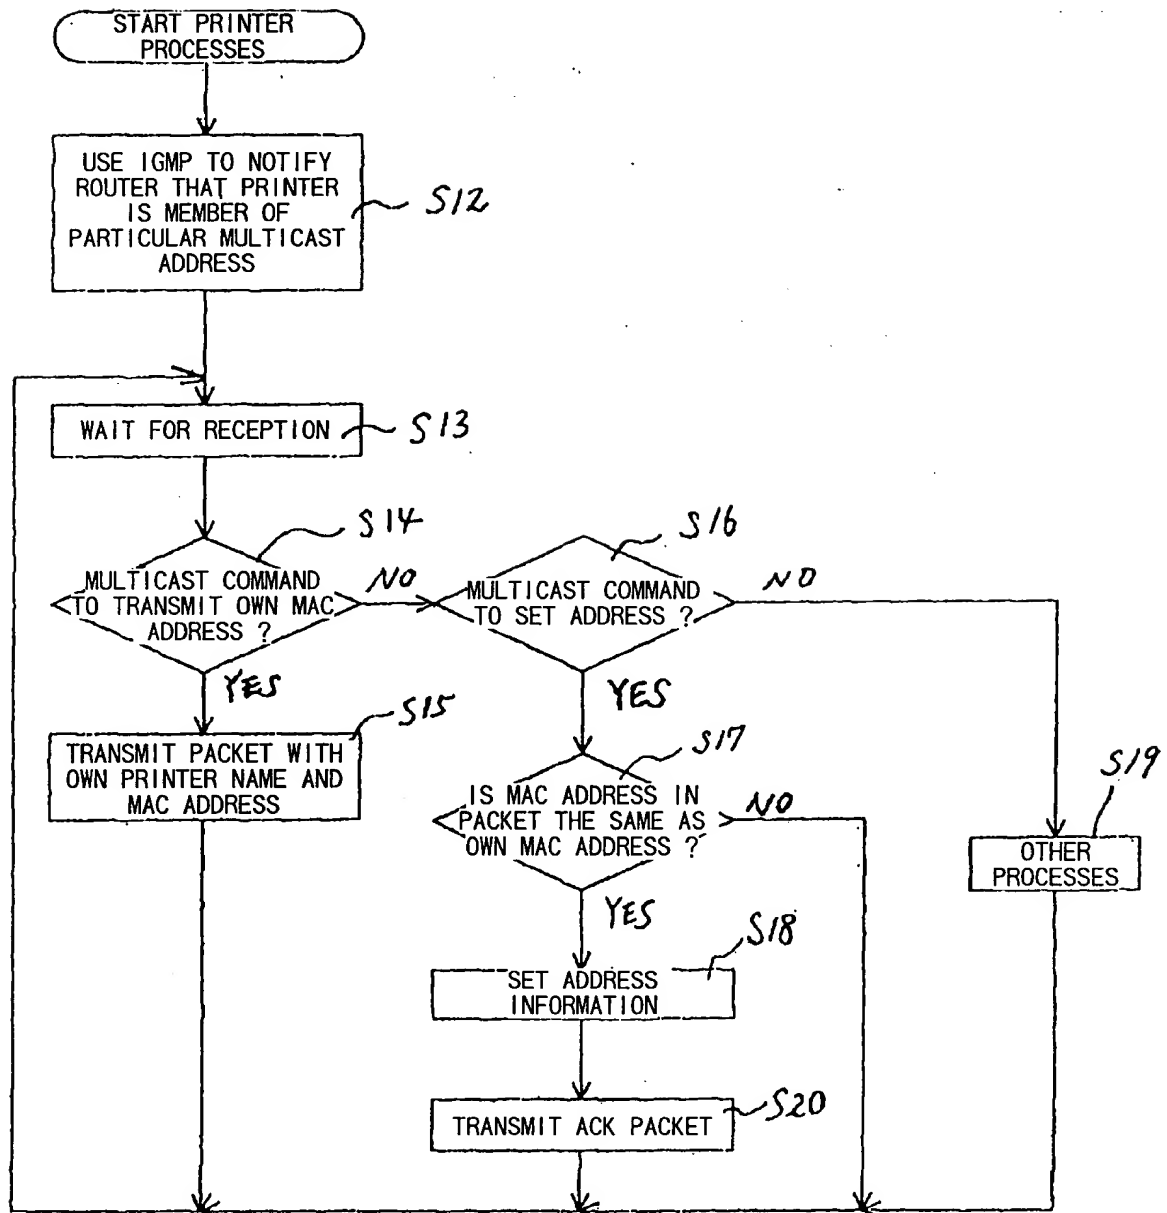 START PRINTER
PROCESSES
USE IGMP TO NOTIFY
ROUTER THAT PRINTER
IS MEMBER OF
PARTICULAR MULTICAST
ADDRESS
S12
WAIT FOR RECEPTION
S13
S14
MULTICAST COMMAND
TO TRANSMIT OWN MAC
ADDRESS ?
NO
YES
S16
MULTICAST COMMAND
TO SET ADDRESS ?
NO
YES
S15
TRANSMIT PACKET WITH
OWN PRINTER NAME AND
MAC ADDRESS
S17
IS MAC ADDRESS IN
PACKET THE SAME AS
OWN MAC ADDRESS ?
NO
YES
S19
OTHER
PROCESSES
S18
SET ADDRESS
INFORMATION
S20
TRANSMIT ACK PACKET